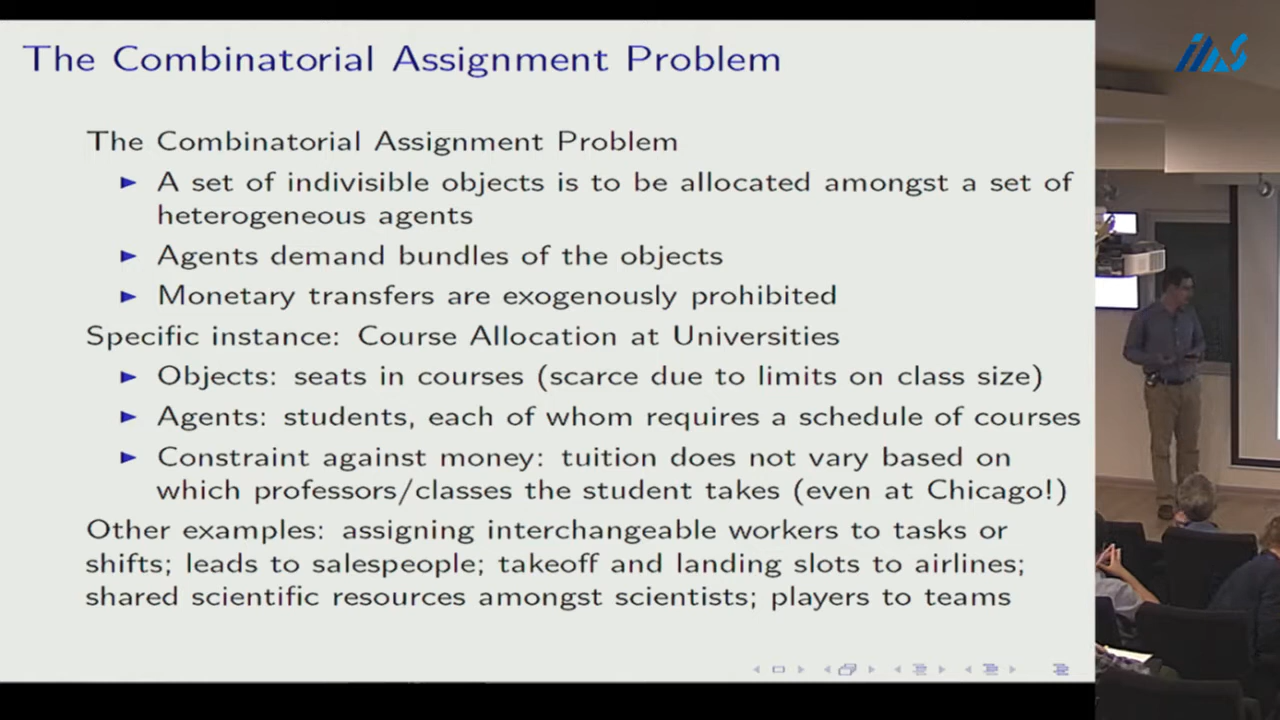 The Combinatorial Assignment Problem
IIAS
The Combinatorial Assignment Problem
► A set of indivisible objects is to be allocated amongst a set of
heterogeneous agents
► Agents demand bundles of the objects
► Monetary transfers are exogenously prohibited
Specific instance: Course Allocation at Universities
► Objects: seats in courses (scarce due to limits on class size)
► Agents: students, each of whom requires a schedule of courses
► Constraint against money: tuition does not vary based on
which professors/classes the student takes (even at Chicago!)
Other examples: assigning interchangeable workers to tasks or
shifts; leads to salespeople; takeoff and landing slots to airlines;
shared scientific resources amongst scientists; players to teams